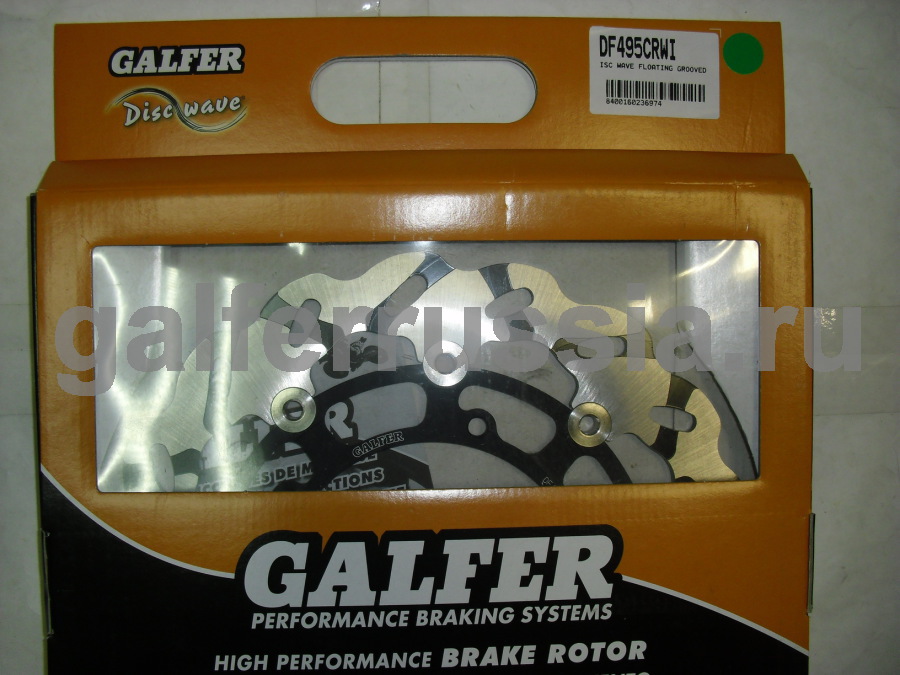 GALFER
Disc wave
DF495CRWI
ISC WAVE FLOATING GROOVED
8400160236974
galferrussia.ru
GALFER
GALFER
PERFORMANCE BRAKING SYSTEMS
HIGH PERFORMANCE BRAKE ROTOR